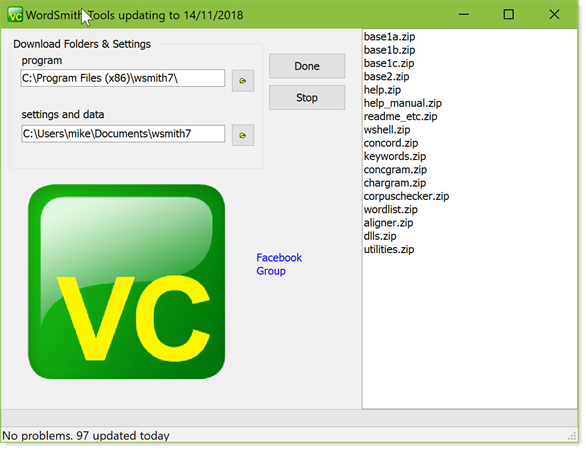 VC WordSmith Tools updating to 14/11/2018
Download Folders & Settings
program
C:\Program Files (x86)\wsmith7\
settings and data
C:\Users\mike\Documents\wsmith7
Done
Stop
VC
Facebook
Group
base1a.zip
base1b.zip
base1c.zip
base2.zip
help.zip
help_manual.zip
readme_etc.zip
wshell.zip
concord.zip
keywords.zip
concgram.zip
chargram.zip
corpuschecker.zip
wordlist.zip
aligner.zip
dlls.zip
utilities.zip
No problems. 97 updated today